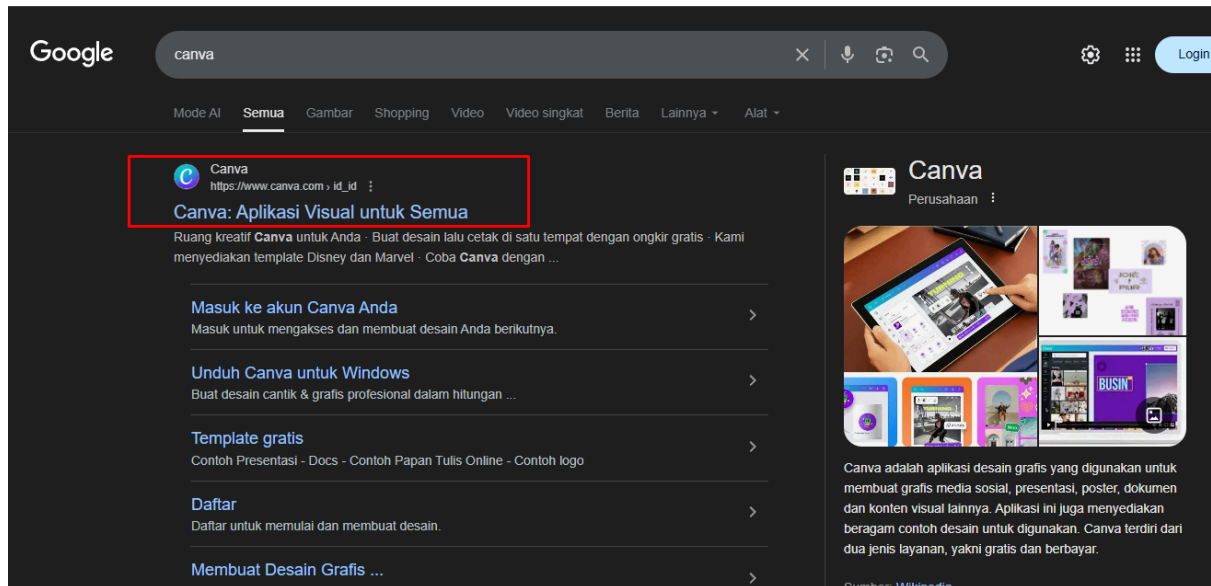 Google
canva
Login
Mode AI Semua Gambar Shopping Video Video singkat Berita Lainnya Alat
Canva
https://www.canva.com › id_id
Canva: Aplikasi Visual untuk Semua
Ruang kreatif Canva untuk Anda · Buat desain lalu cetak di satu tempat dengan ongkir gratis · Kami
menyediakan template Disney dan Marvel · Coba Canva dengan ...
Masuk ke akun Canva Anda
Masuk untuk mengakses dan membuat desain Anda berikutnya.
Unduh Canva untuk Windows
Buat desain cantik & grafis profesional dalam hitungan ...
Template gratis
Contoh Presentasi - Docs - Contoh Papan Tulis Online - Contoh logo
Daftar
Daftar untuk memulai dan membuat desain.
Membuat Desain Grafis ...
Canva
Perusahaan
TURNING
BUSIN
Canva adalah aplikasi desain grafis yang digunakan untuk
membuat grafis media sosial, presentasi, poster, dokumen
dan konten visual lainnya. Aplikasi ini juga menyediakan
beragam contoh desain untuk digunakan. Canva terdiri dari
dua jenis layanan, yakni gratis dan berbayar.
Sumber: Wikipedia